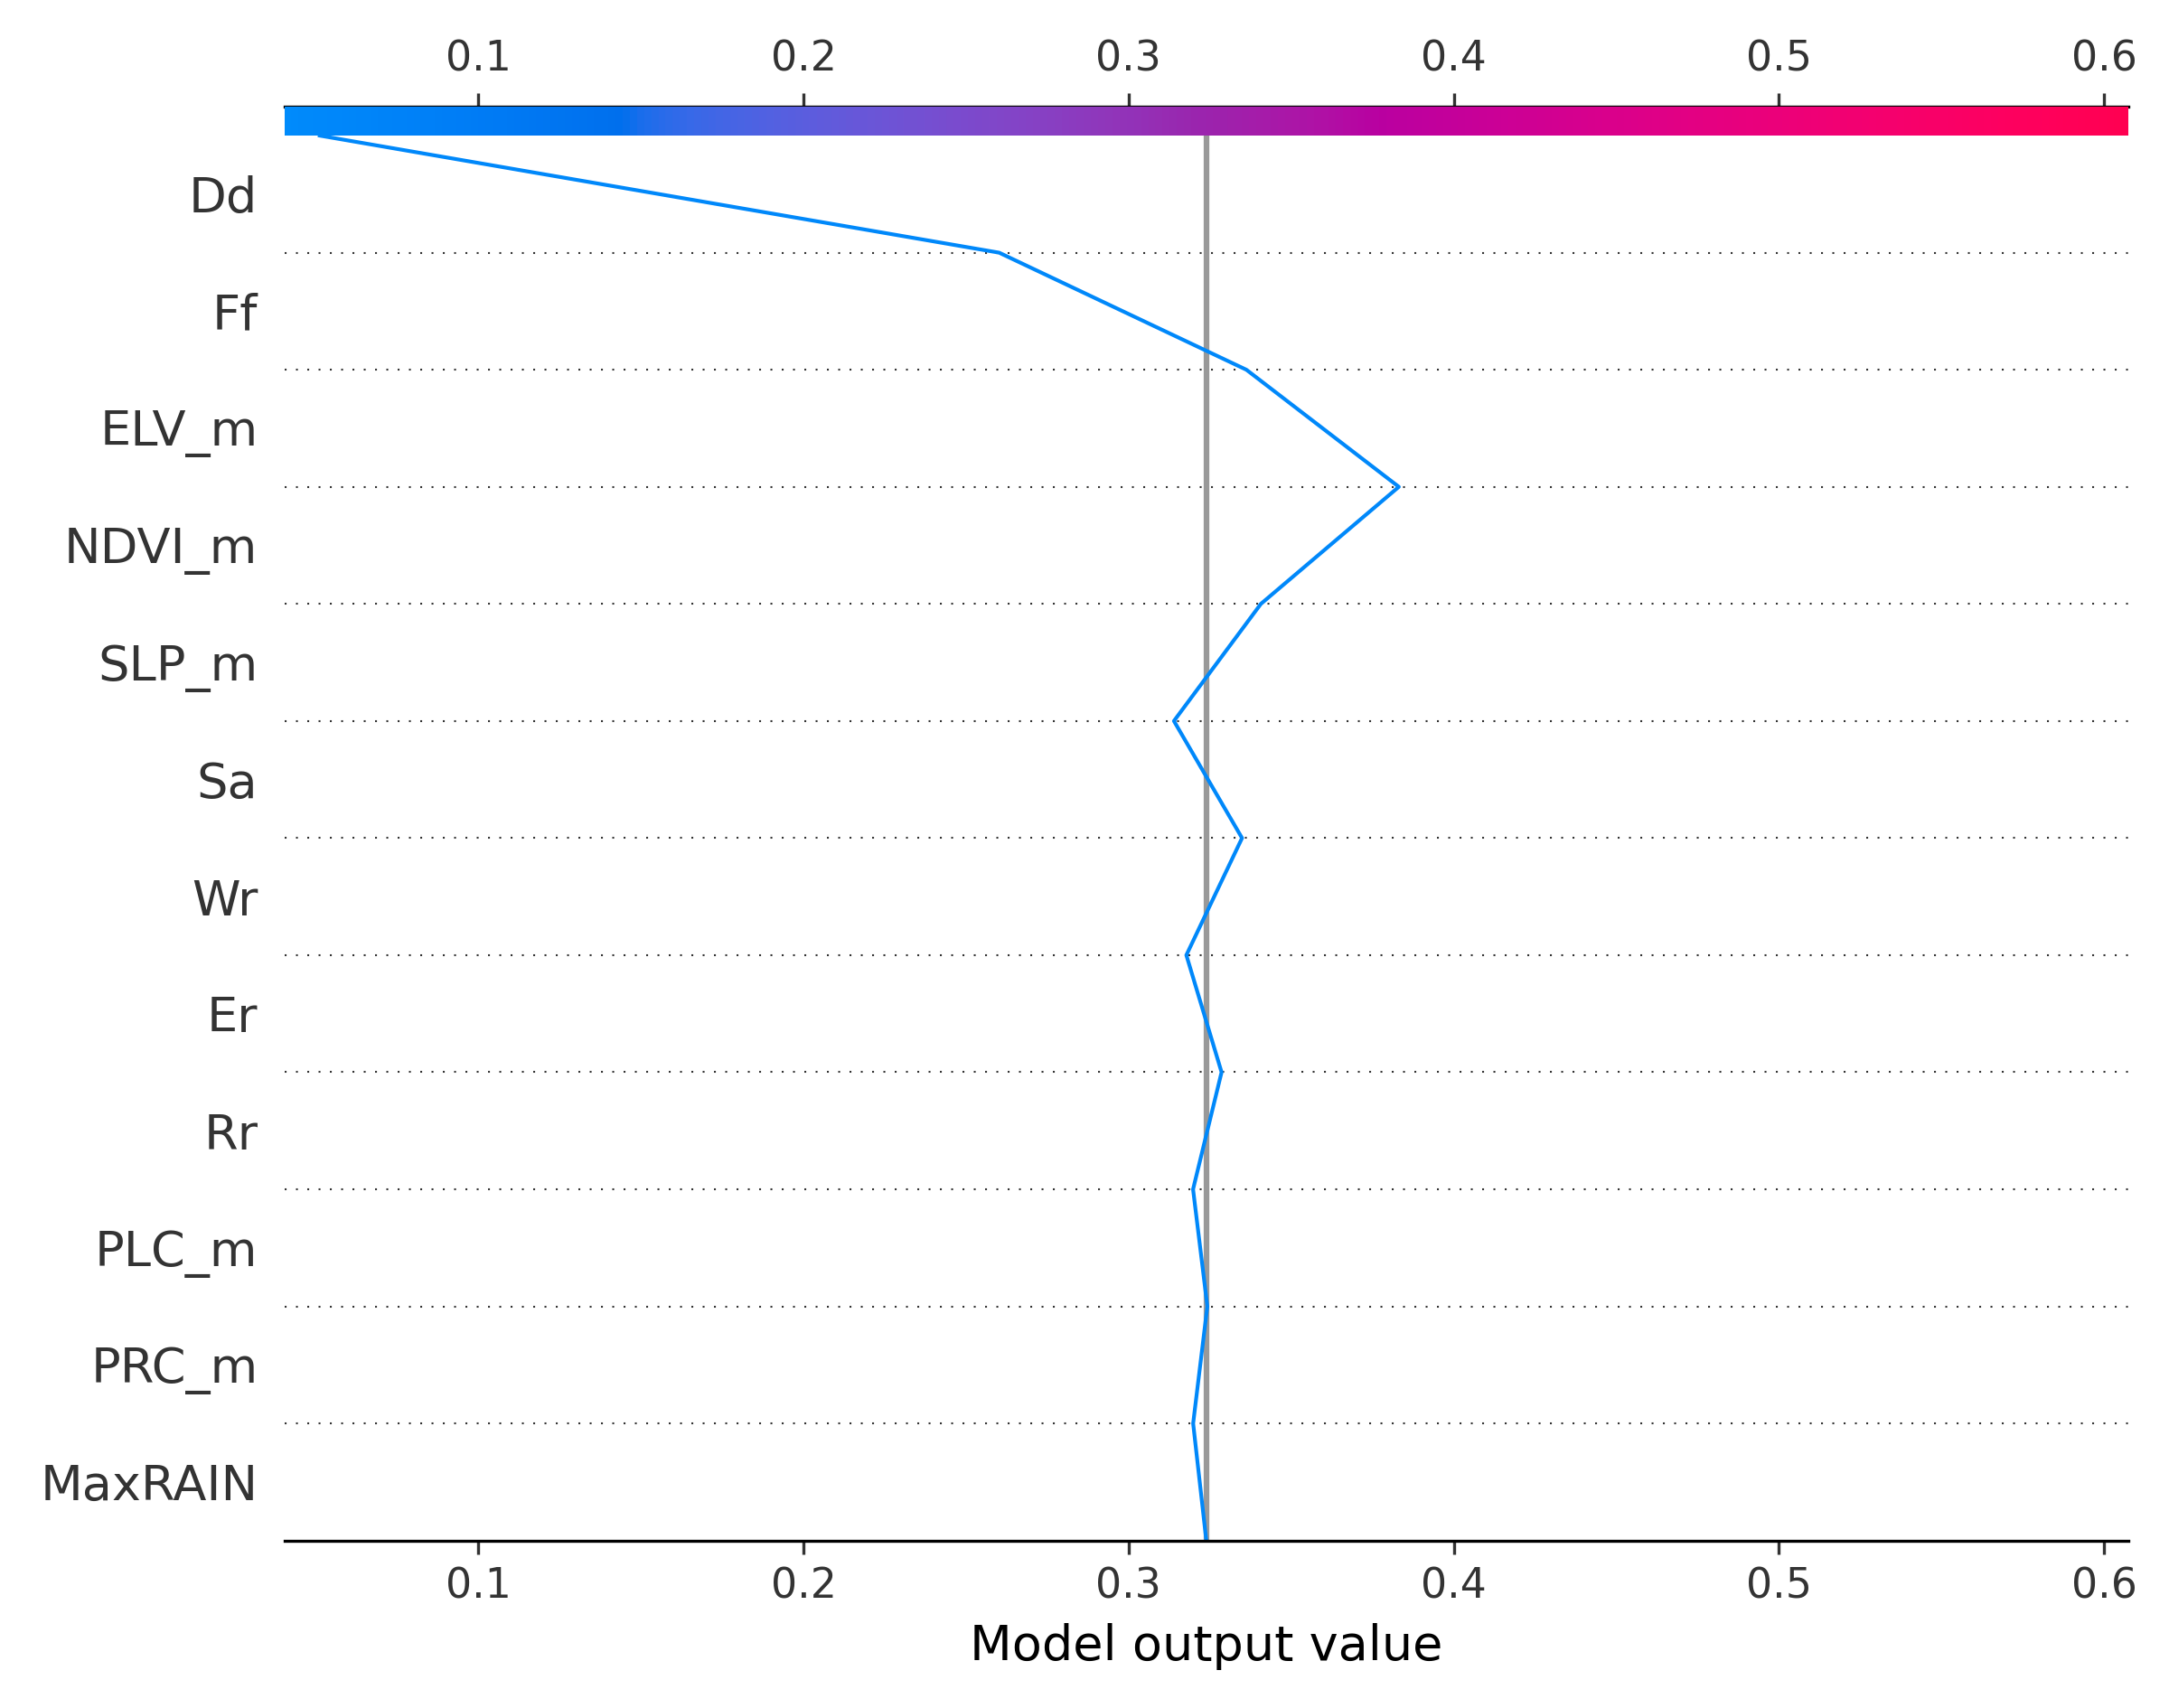 0.1 0.2 0.3 0.4 0.5 0.6
Dd
Ff
ELV_m
NDVI_m
SLP_m
Sa
Wr
Er
Rr
PLC_m
PRC_m
MaxRAIN
0.1 0.2 0.3 0.4 0.5 0.6
Model output value